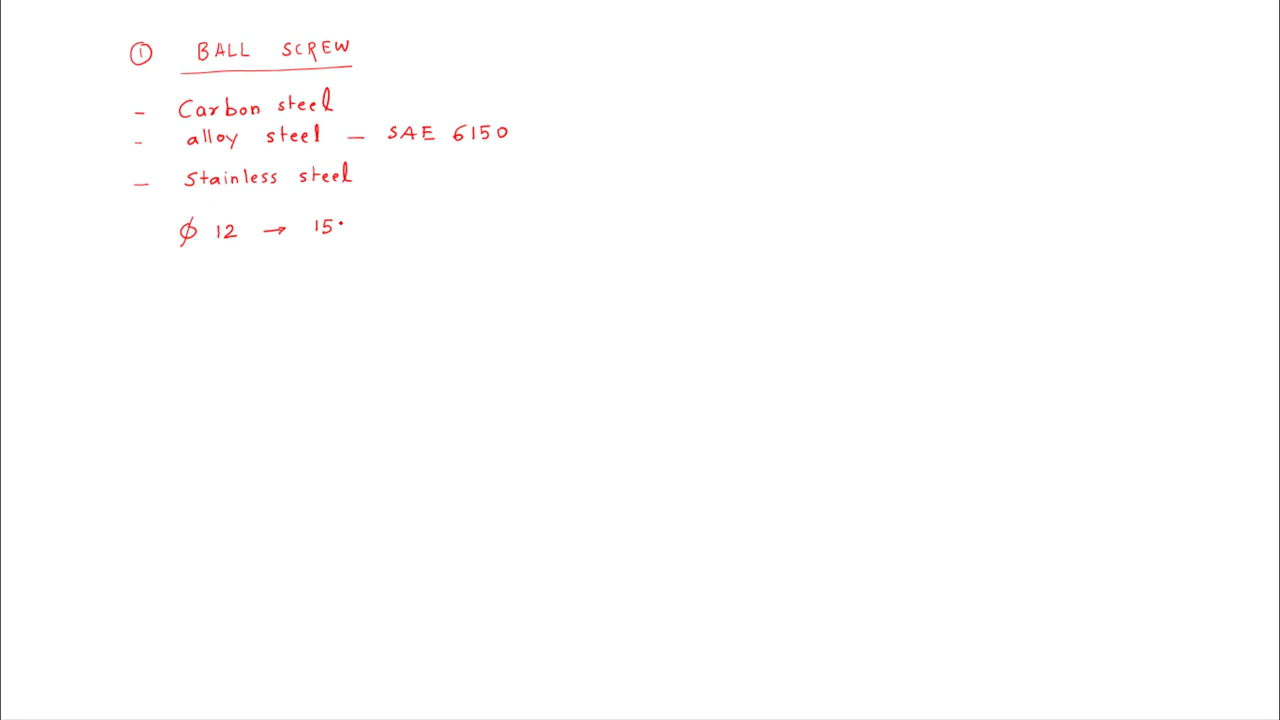 ① BALL SCREW
- Carbon steel
- alloy steel - SAE 6150
- Stainless steel
ϕ 12 → 15·